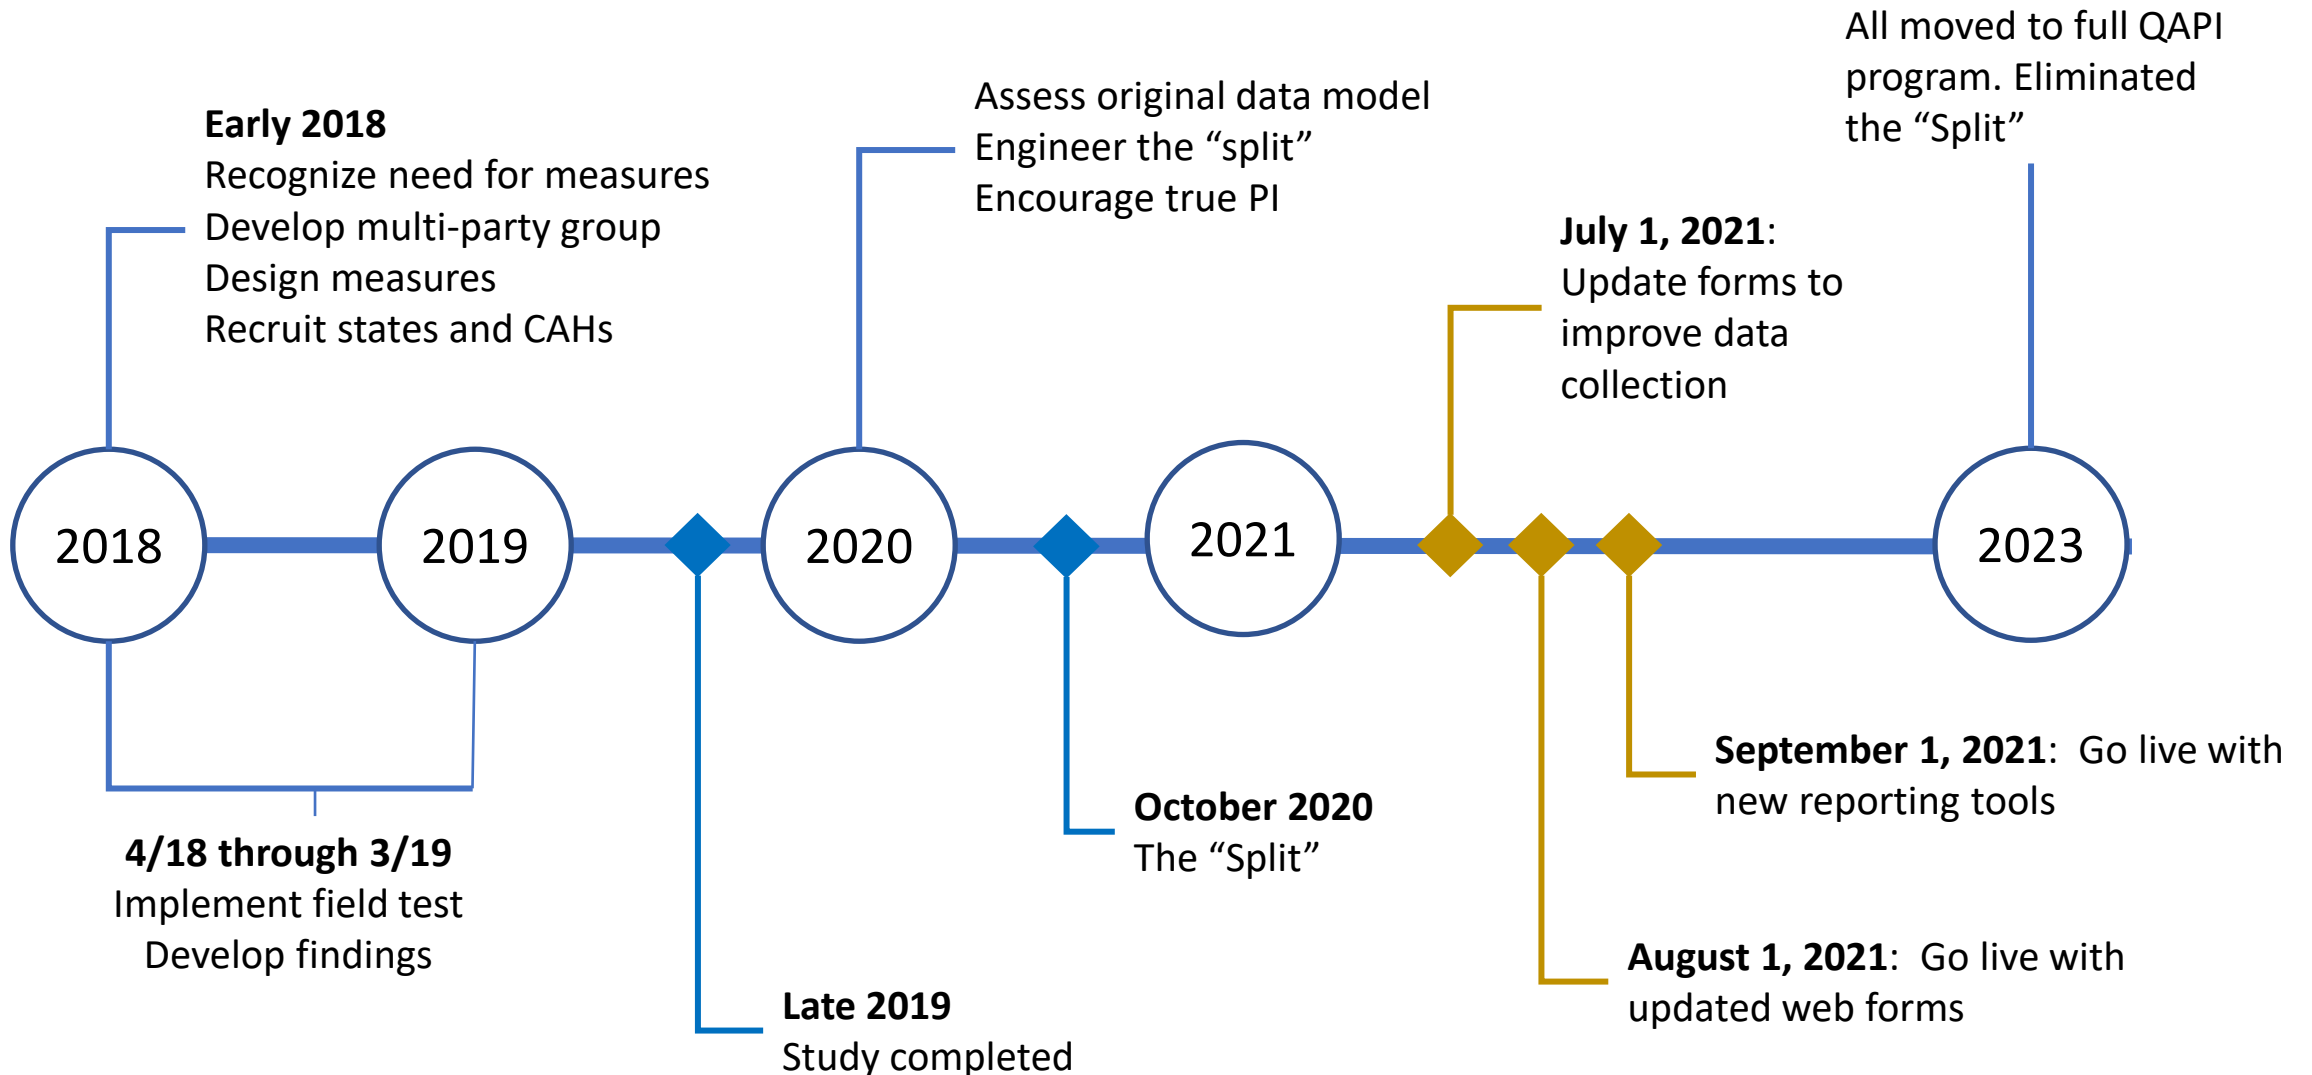 Early 2018
Recognize need for measures
Develop multi-party group
Design measures
Recruit states and CAHs
Assess original data model
Engineer the “split”
Encourage true PI
July 1, 2021:
Update forms to
improve data
collection
All moved to full QAPI
program. Eliminated
the “Split”
2018
2019
2020
2021
2023
4/18 through 3/19
Implement field test
Develop findings
Late 2019
Study completed
October 2020
The “Split”
September 1, 2021:  Go live with
new reporting tools
August 1, 2021:  Go live with
updated web forms